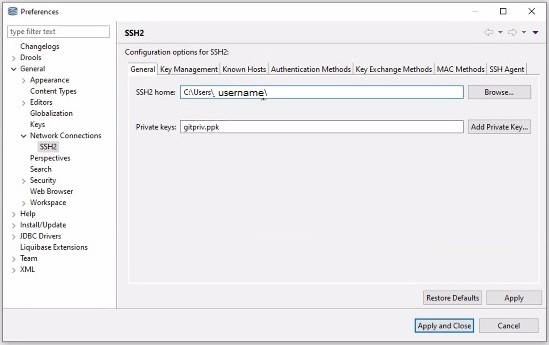 Preferences
type filter text
Changelogs
Drools
General
Appearance
Content Types
Editors
Globalization
Keys
Network Connections
SSH2
Perspectives
Search
Security
Web Browser
Workspace
Help
Install/Update
JDBC Drivers
Liquibase Extensions
Team
XML
SSH2
Configuration options for SSH2:
General Key Management Known Hosts Authentication Methods Key Exchange Methods MAC Methods SSH Agent
SSH2 home: C:\Users\ username\ Browse...
Private keys: gitpriv.ppk Add Private Key...
Restore Defaults Apply
Apply and Close Cancel